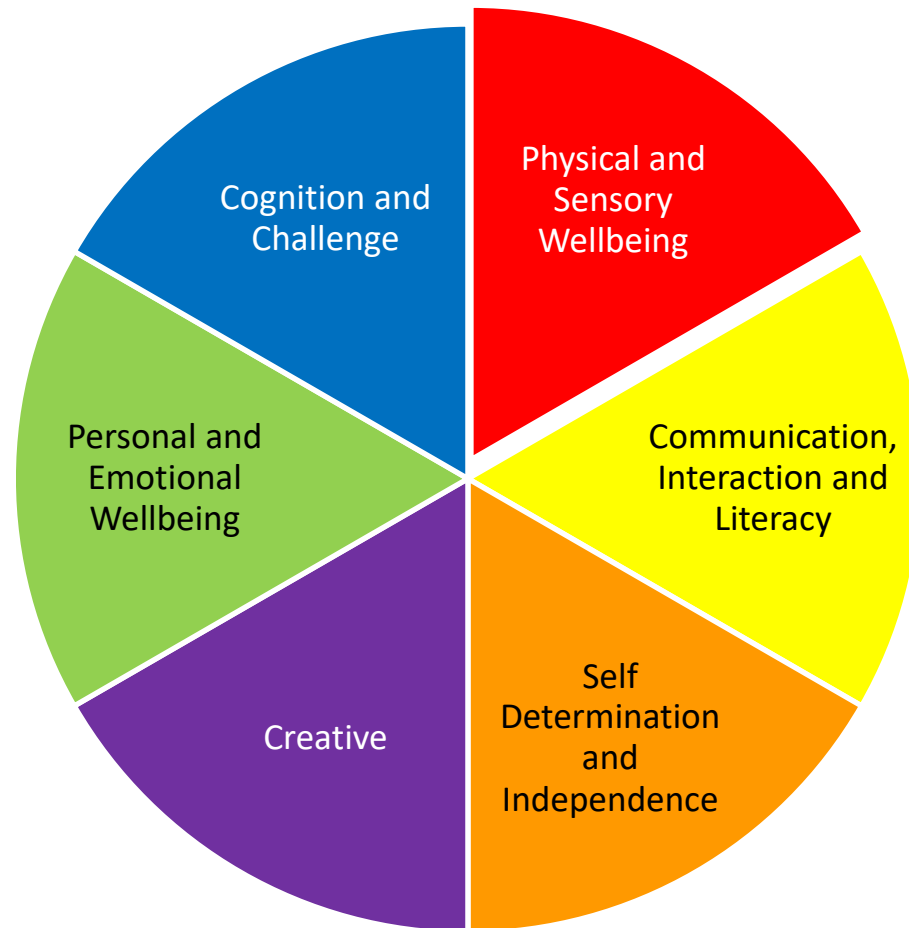 Physical and
Sensory
Wellbeing
Communication,
Interaction and
Literacy
Self
Determination
and
Independence
Creative
Personal and
Emotional
Wellbeing
Cognition and
Challenge